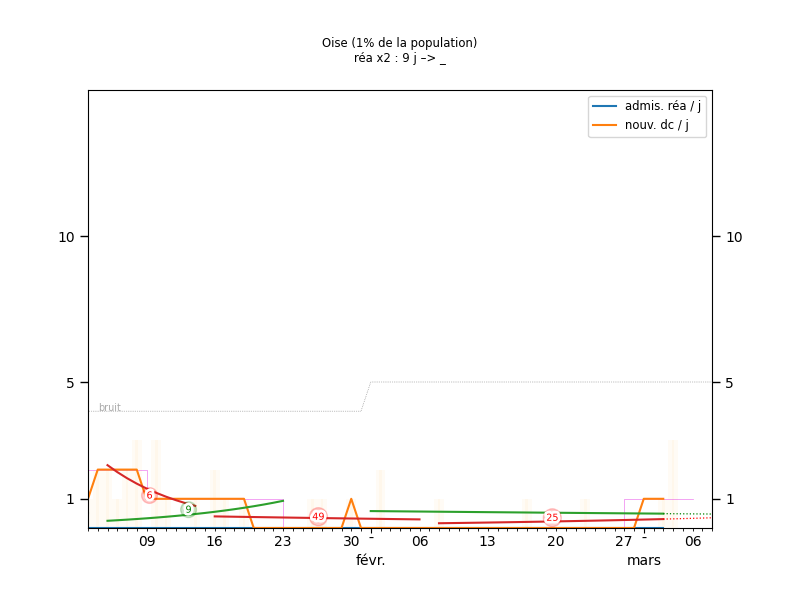 Oise (1% de la population)
réa x2 : 9 j –> _
admis. réa / j
nouv. dc / j
10 10
5 5
bruit
1 1
6
9
49
25
09 16 23 30 - 06 13 20 27 - 06
févr. mars